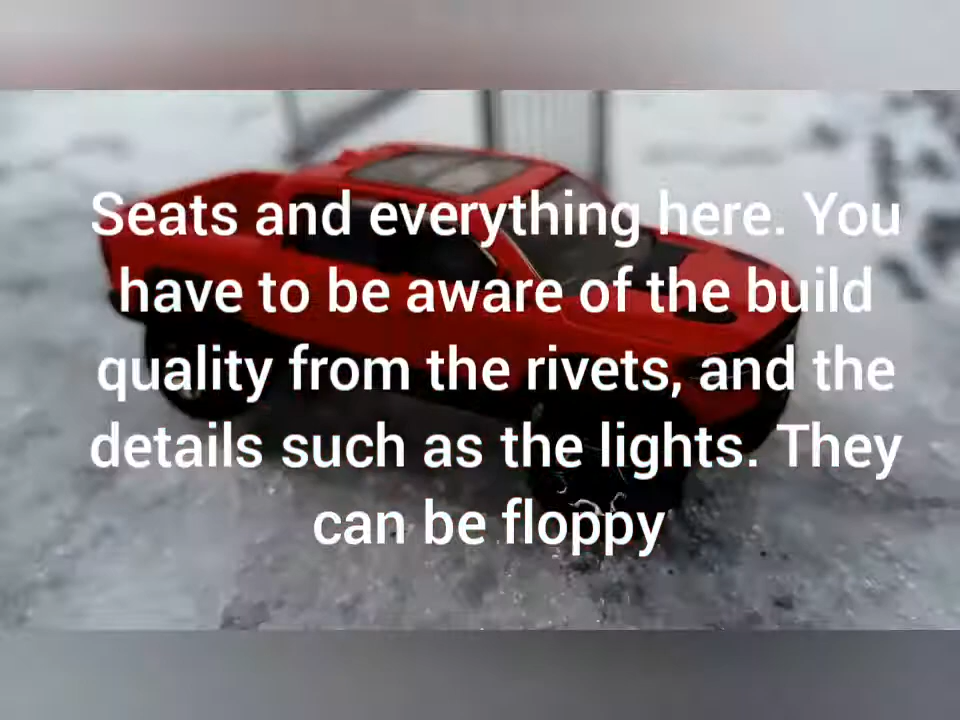 Seats and everything here. You
have to be aware of the build
quality from the rivets, and the
details such as the lights. They
can be floppy